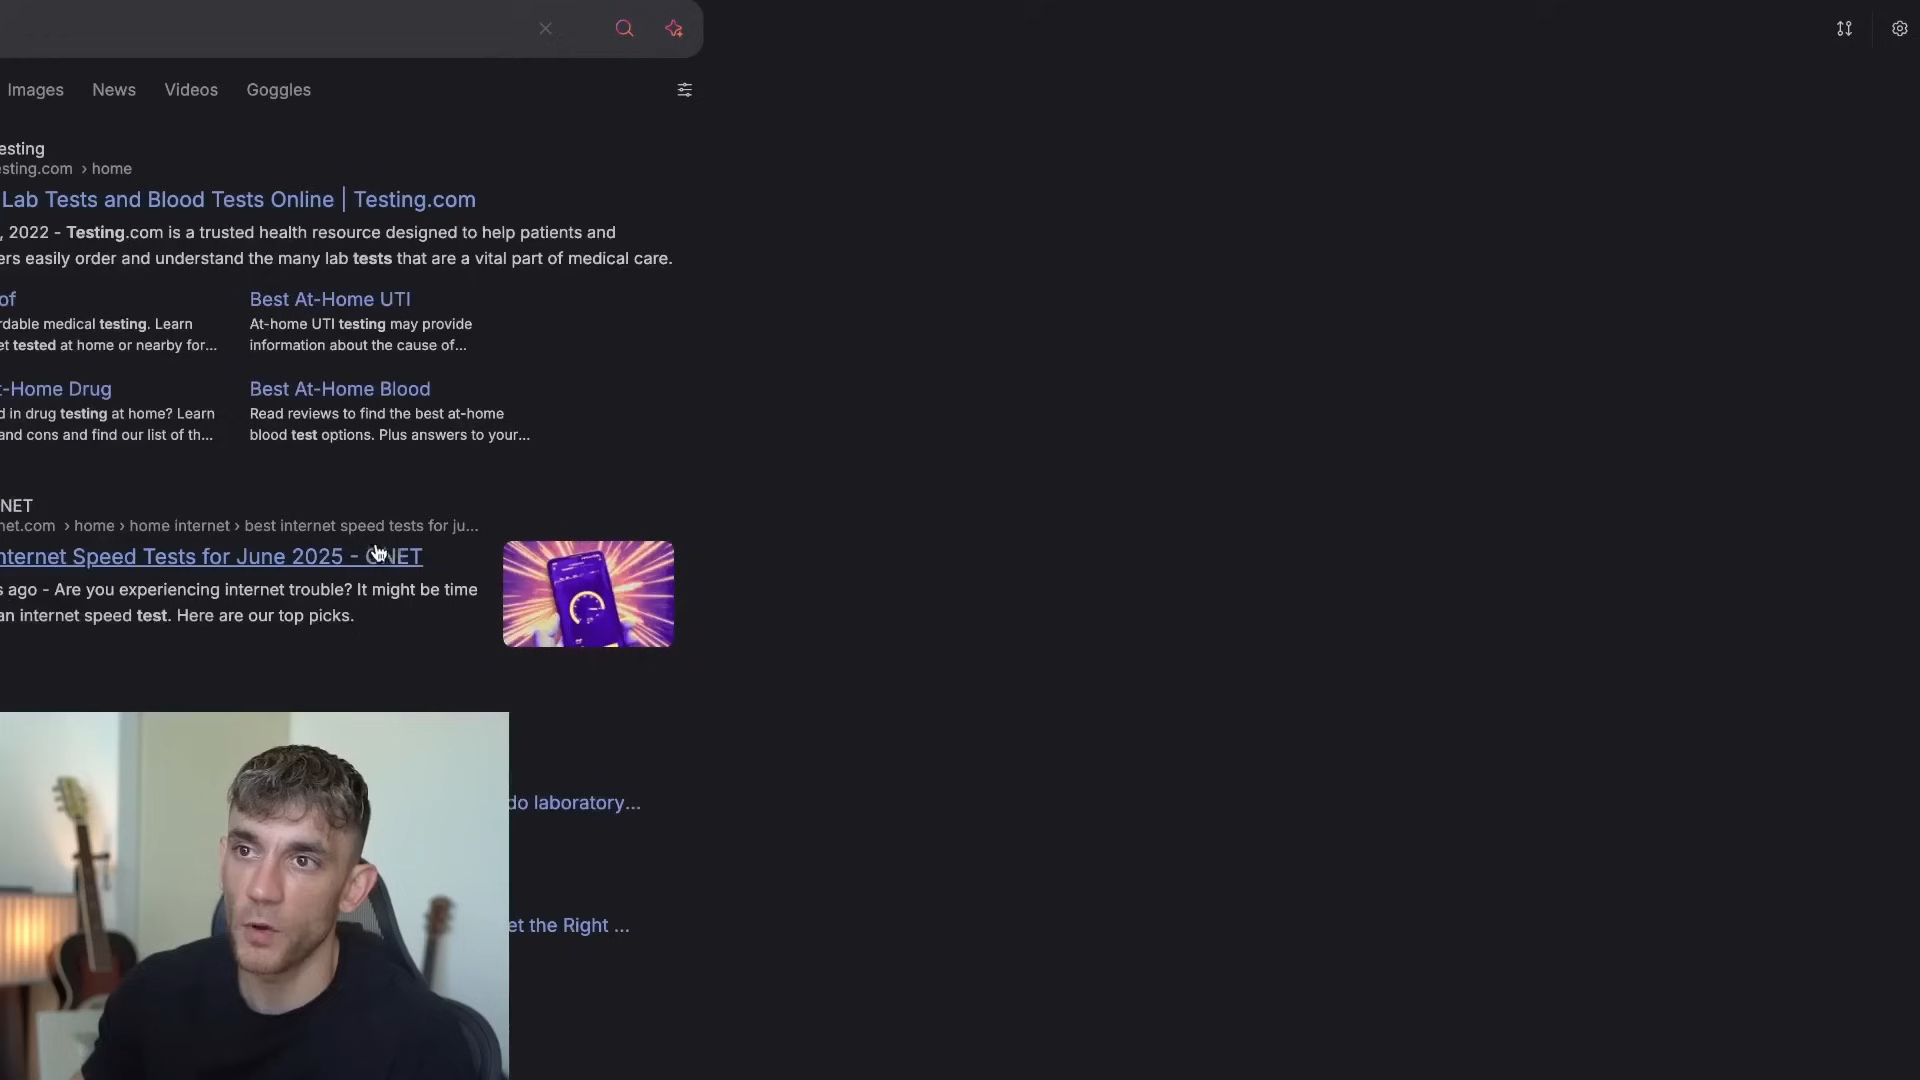 Images News Videos Goggles
esting
esting.com › home
Lab Tests and Blood Tests Online | Testing.com
, 2022 - Testing.com is a trusted health resource designed to help patients and
ers easily order and understand the many lab tests that are a vital part of medical care.
of
rdable medical testing. Learn
et tested at home or nearby for...
Best At-Home UTI
At-home UTI testing may provide
information about the cause of...
t-Home Drug
d in drug testing at home? Learn
and cons and find our list of th...
Best At-Home Blood
Read reviews to find the best at-home
blood test options. Plus answers to your...
NET
net.com › home › home internet › best internet speed tests for ju...
nternet Speed Tests for June 2025 - CNET
s ago - Are you experiencing internet trouble? It might be time
an internet speed test. Here are our top picks.
do laboratory...
et the Right ...